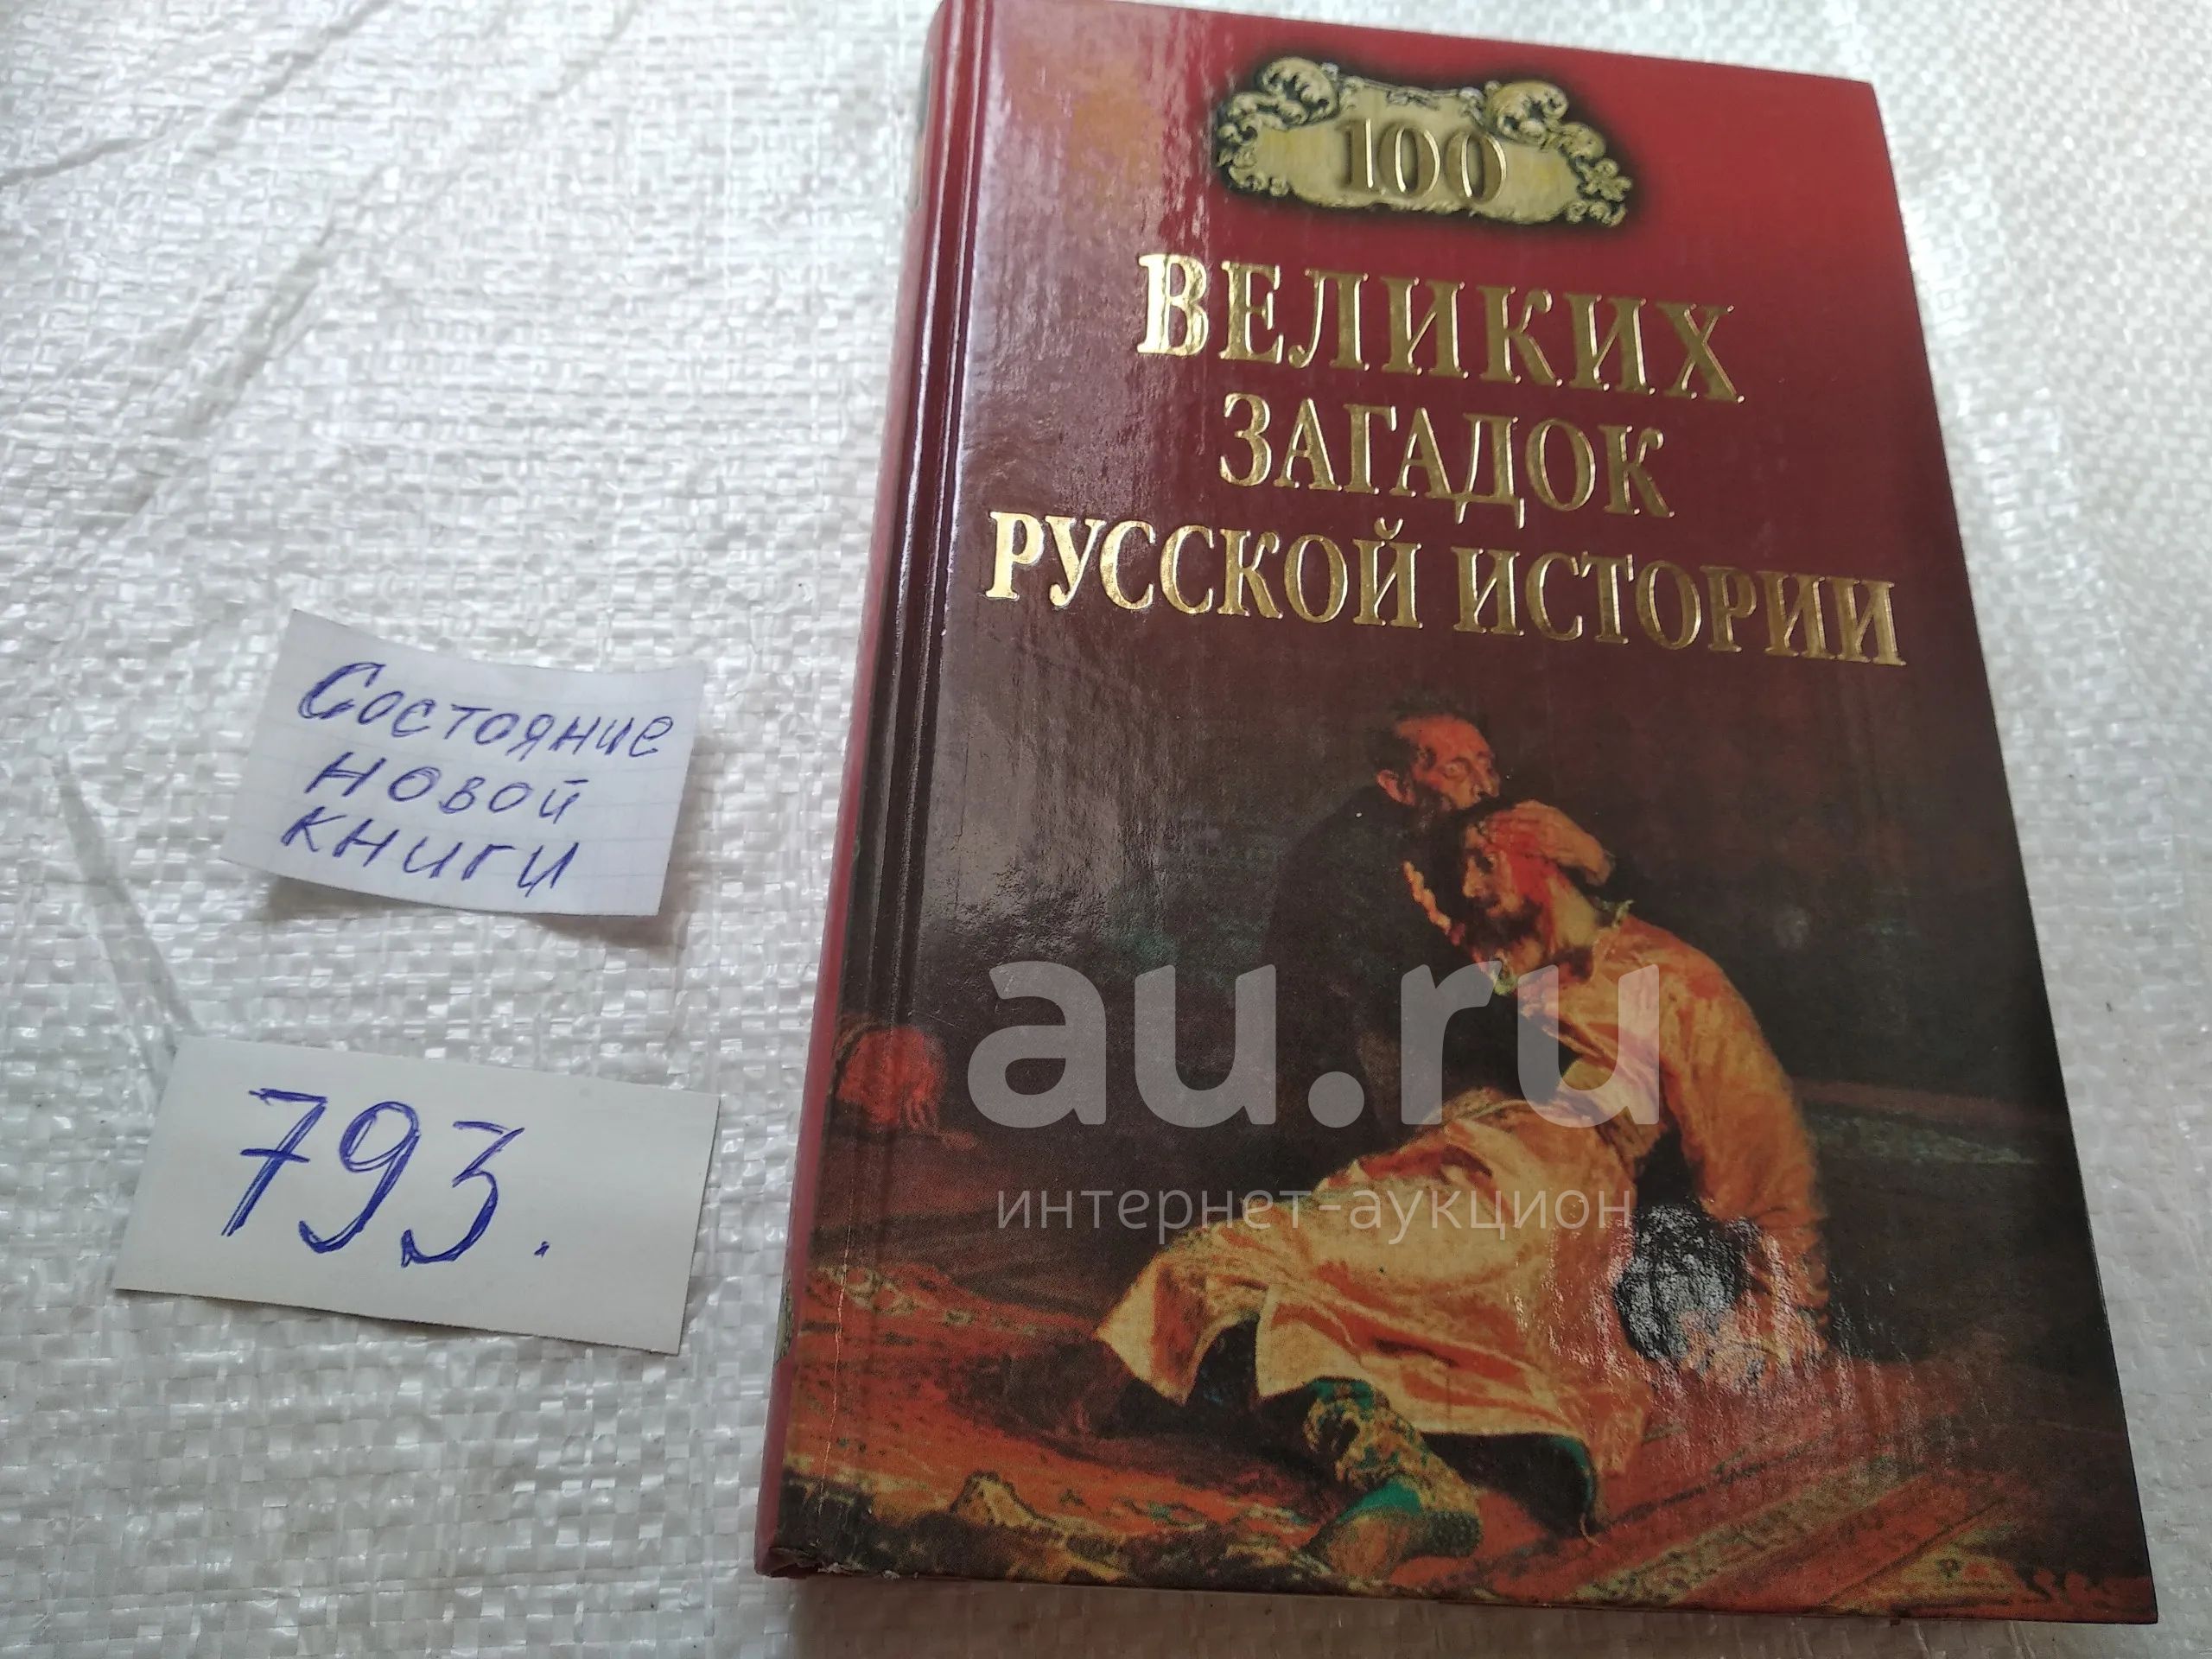 100
ВЕЛИКИХ
ЗАГАДОК
РУССКОЙ ИСТОРИИ
Состояние
новой
книги
793.
au.ru
интернет-аукцион